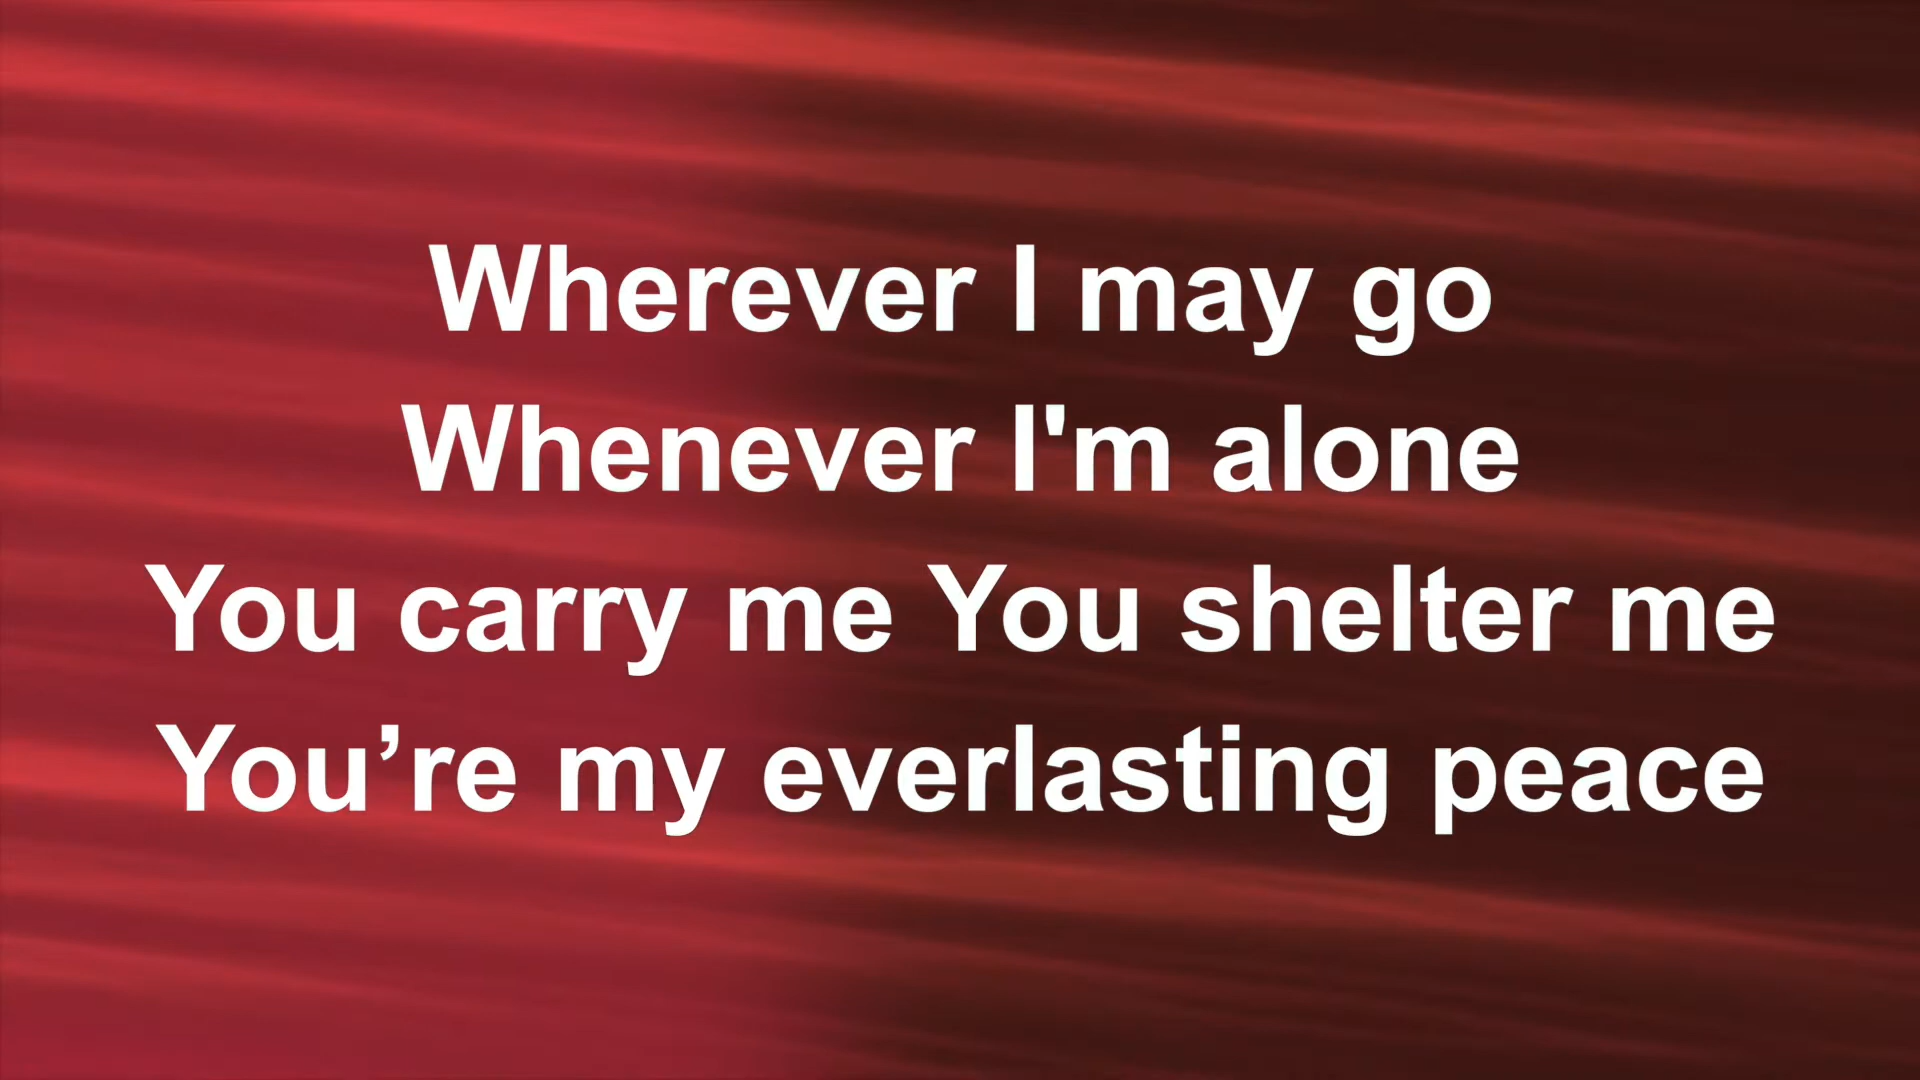 Wherever I may go
Whenever I'm alone
You carry me You shelter me
You’re my everlasting peace